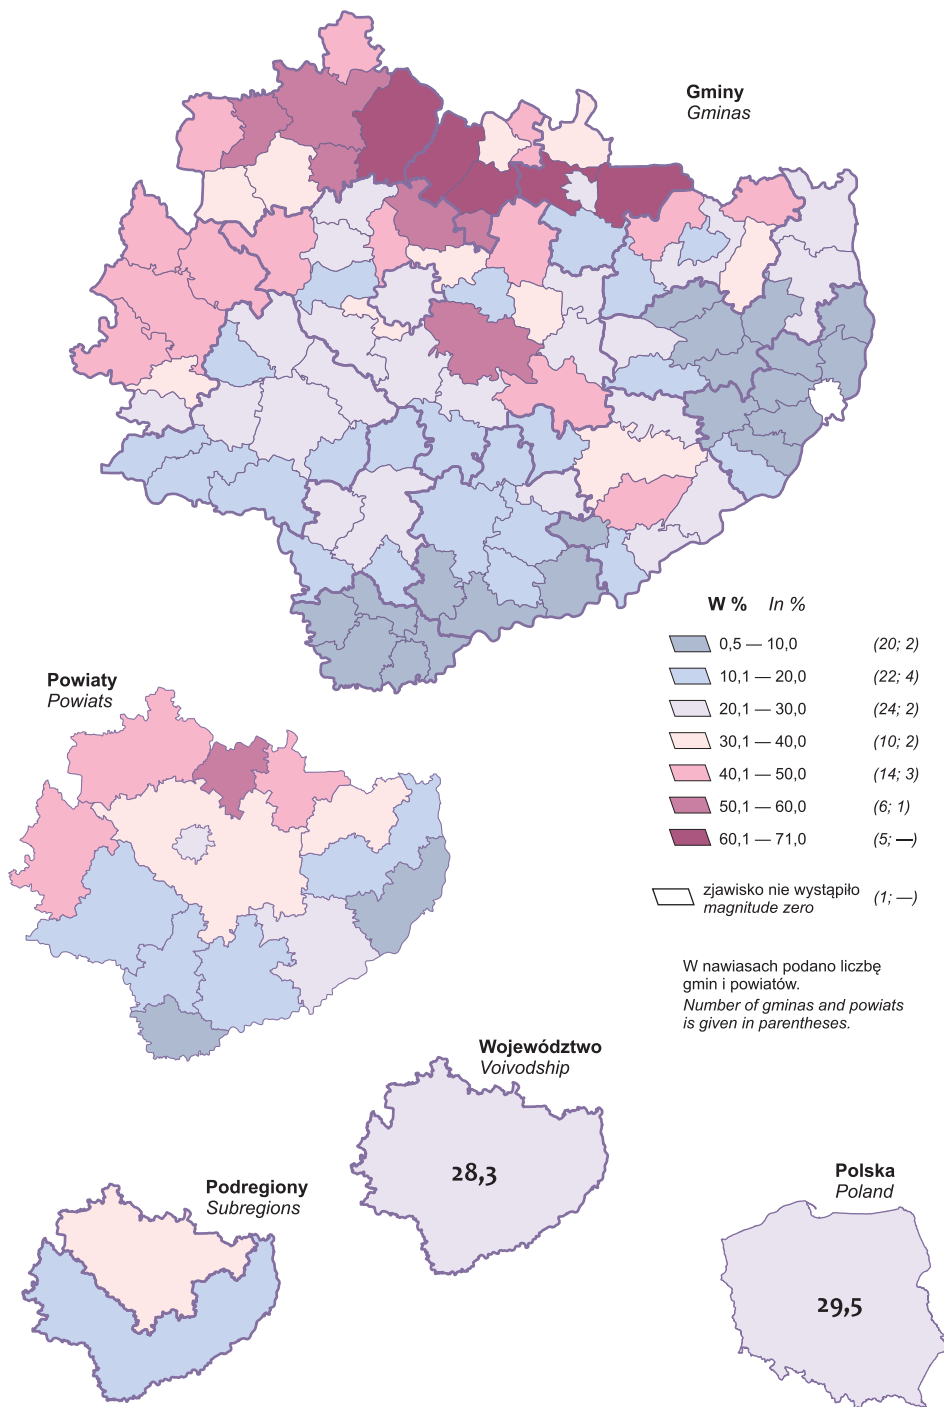 Gminy
Gminas
W % In %
0,5 — 10,0 (20; 2)
10,1 — 20,0 (22; 4)
20,1 — 30,0 (24; 2)
30,1 — 40,0 (10; 2)
40,1 — 50,0 (14; 3)
50,1 — 60,0 (6; 1)
60,1 — 71,0 (5; —)
zjawisko nie wystąpiło
magnitude zero (1; —)
W nawiasach podano liczbę
gmin i powiatów.
Number of gminas and powiats
is given in parentheses.
Powiaty
Powiats
Województwo
Voivodship
28,3
Podregiony
Subregions
Polska
Poland
29,5